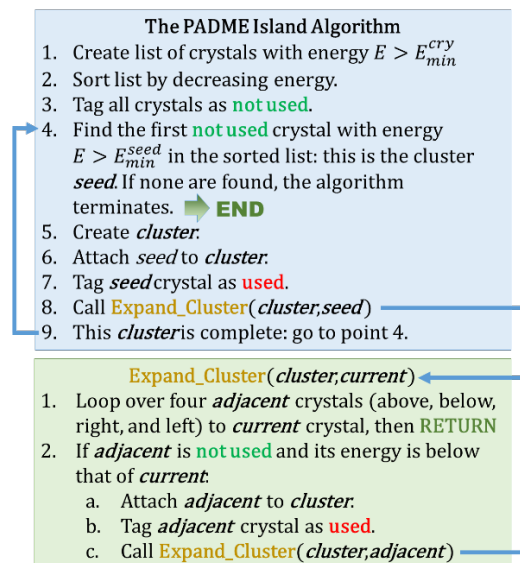 The PADME Island Algorithm
1. Create list of crystals with energy E > E_{min}^{cry}
2. Sort list by decreasing energy.
3. Tag all crystals as not used.
4. Find the first not used crystal with energy
E > E_{min}^{seed} in the sorted list: this is the cluster
seed. If none are found, the algorithm
terminates. END
5. Create cluster.
6. Attach seed to cluster.
7. Tag seed crystal as used.
8. Call Expand_Cluster(cluster,seed)
9. This cluster is complete: go to point 4.
Expand_Cluster(cluster,current)
1. Loop over four adjacent crystals (above, below,
right, and left) to current crystal, then RETURN
2. If adjacent is not used and its energy is below
that of current:
a. Attach adjacent to cluster.
b. Tag adjacent crystal as used.
c. Call Expand_Cluster(cluster,adjacent)